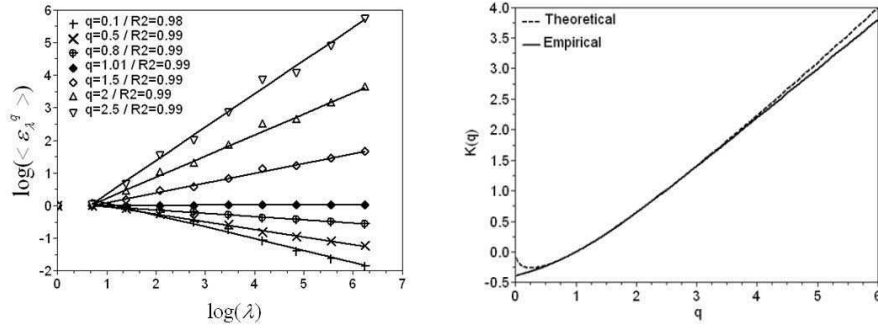 6
5
4
3
2
1
0
-1
-2
log(< ε_λ^q >)
q=0.1 / R2=0.98
q=0.5 / R2=0.99
q=0.8 / R2=0.99
q=1.01 / R2=0.99
q=1.5 / R2=0.99
q=2 / R2=0.99
q=2.5 / R2=0.99
0 1 2 3 4 5 6 7
log(λ)
4.0
3.5
3.0
2.5
2.0
1.5
1.0
0.5
0.0
-0.5
K(q)
Theoretical
Empirical
0 1 2 3 4 5 6
q